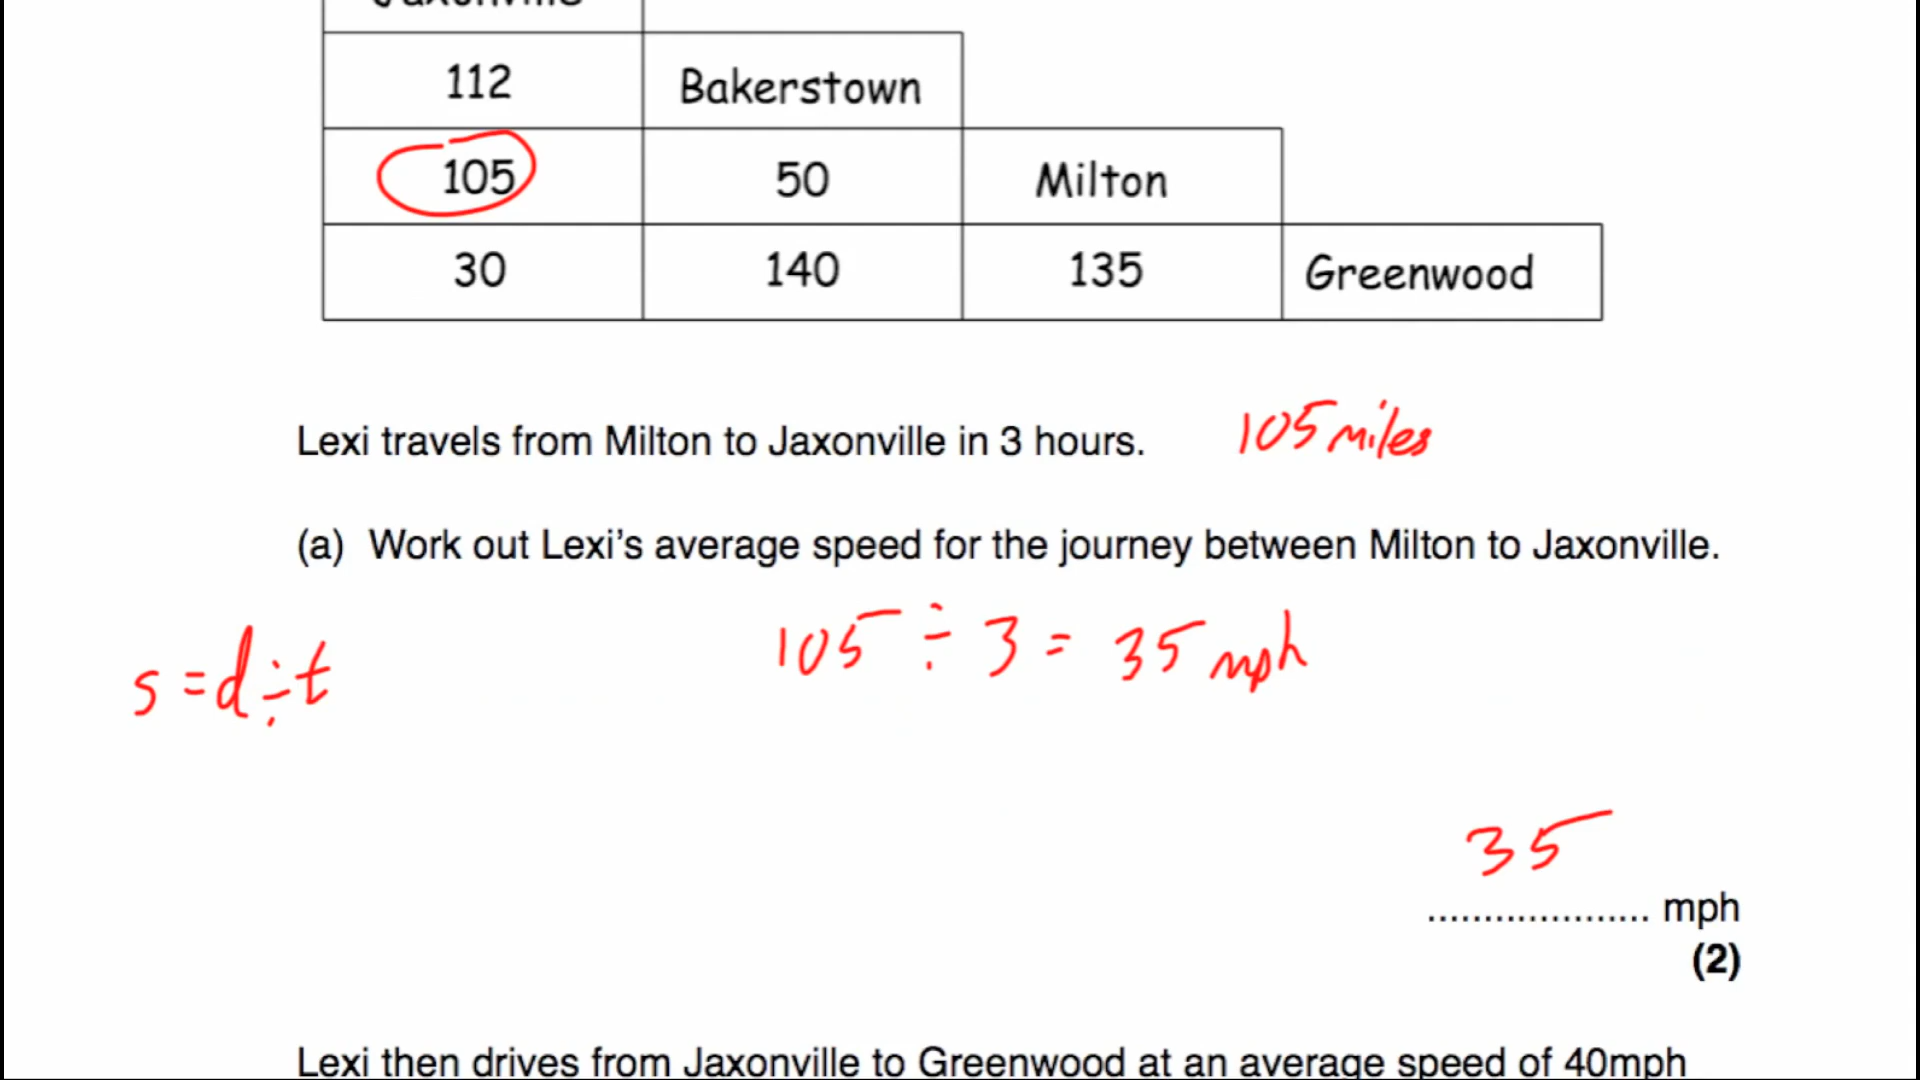 Jaxonville
112 Bakerstown
105 50 Milton
30 140 135 Greenwood
Lexi travels from Milton to Jaxonville in 3 hours. 105 miles
(a) Work out Lexi's average speed for the journey between Milton to Jaxonville.
s = d ÷ t 105 ÷ 3 = 35 mph
35
.................... mph
(2)
Lexi then drives from Jaxonville to Greenwood at an average speed of 40mph